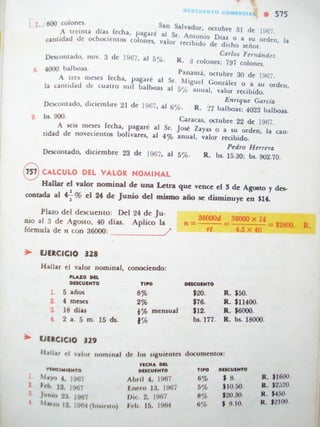 DESCUENTO COMERCIAL ● 575
7. 800 colones.
San Salvador, octubre 31 de 1967.
A treinta días fecha, pagaré al Sr. Antonio Díaz o a su orden, la
cantidad de ochocientos colones, valor recibido de dicho señor.
Carlos Fernández
Descontado, nov. 3 de 1967, al 5%. R. 3 colones; 797 colones.
8. 4000 balboas.
Panamá, octubre 30 de 1967.
A tres meses fecha, pagaré al Sr. Miguel González o a su orden,
la cantidad de cuatro mil balboas al 5% anual, valor recibido.
Enrique García
Descontado, diciembre 21 de 1967, al 6%. R. 27 balboas; 4023 balboas.
9. bs. 900.
Caracas, octubre 22 de 1967.
A seis meses fecha, pagaré al Sr. José Zayas o a su orden, la can-
tidad de novecientos bolívares, al 4% anual, valor recibido.
Pedro Herrera
Descontado, diciembre 23 de 1967, al 5%. R. bs. 15.30; bs. 902.70.
757 CALCULO DEL VALOR NOMINAL
Hallar el valor nominal de una Letra que vence el 3 de Agosto y des-
contada al 4½% el 24 de Junio del mismo año se disminuye en $14.
Plazo del descuento: Del 24 de Ju-
nio al 3 de Agosto, 40 días. Aplico la
fórmula de n con 36000:
n = 36000d / rt = 36000 × 14 / 4.5 × 40 = $2800. R.
EJERCICIO 328
Hallar el valor nominal, conociendo:
PLAZO DEL DESCUENTO TIPO DESCUENTO
1. 5 años 8% $20. R. $50.
2. 4 meses 2% $76. R. $11400.
3. 18 días ½% mensual $12. R. $6000.
4. 2 a. 5 m. 15 ds. % bs. 177. R. bs. 18000.
EJERCICIO 329
Hallar el valor nominal de los siguientes documentos:
VENCIMIENTO FECHA DEL DESCUENTO TIPO DESCUENTO
1. Mayo 4, 1967 Abril 4, 1967 6% $ 8. R. $1600.
2. Feb. 12, 1967 Enero 13, 1967 5% $10.50. R. $2520.
3. Junio 23, 1967 Dic. 2, 1967 8% $20.30. R. $450.
4. Marzo 12, 1964 (bisiesto) Feb. 15, 1964 6% $ 9.10. R. $2100.